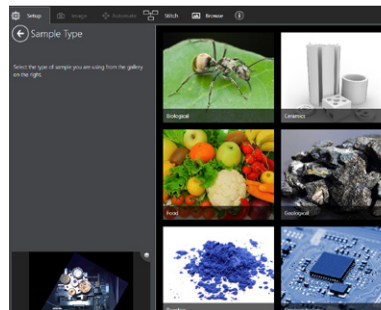 Setup Image Automate Stitch Browse
Sample Type
Select the type of sample you are using from the gallery
on the right.
Biological
Ceramics
Food
Geological